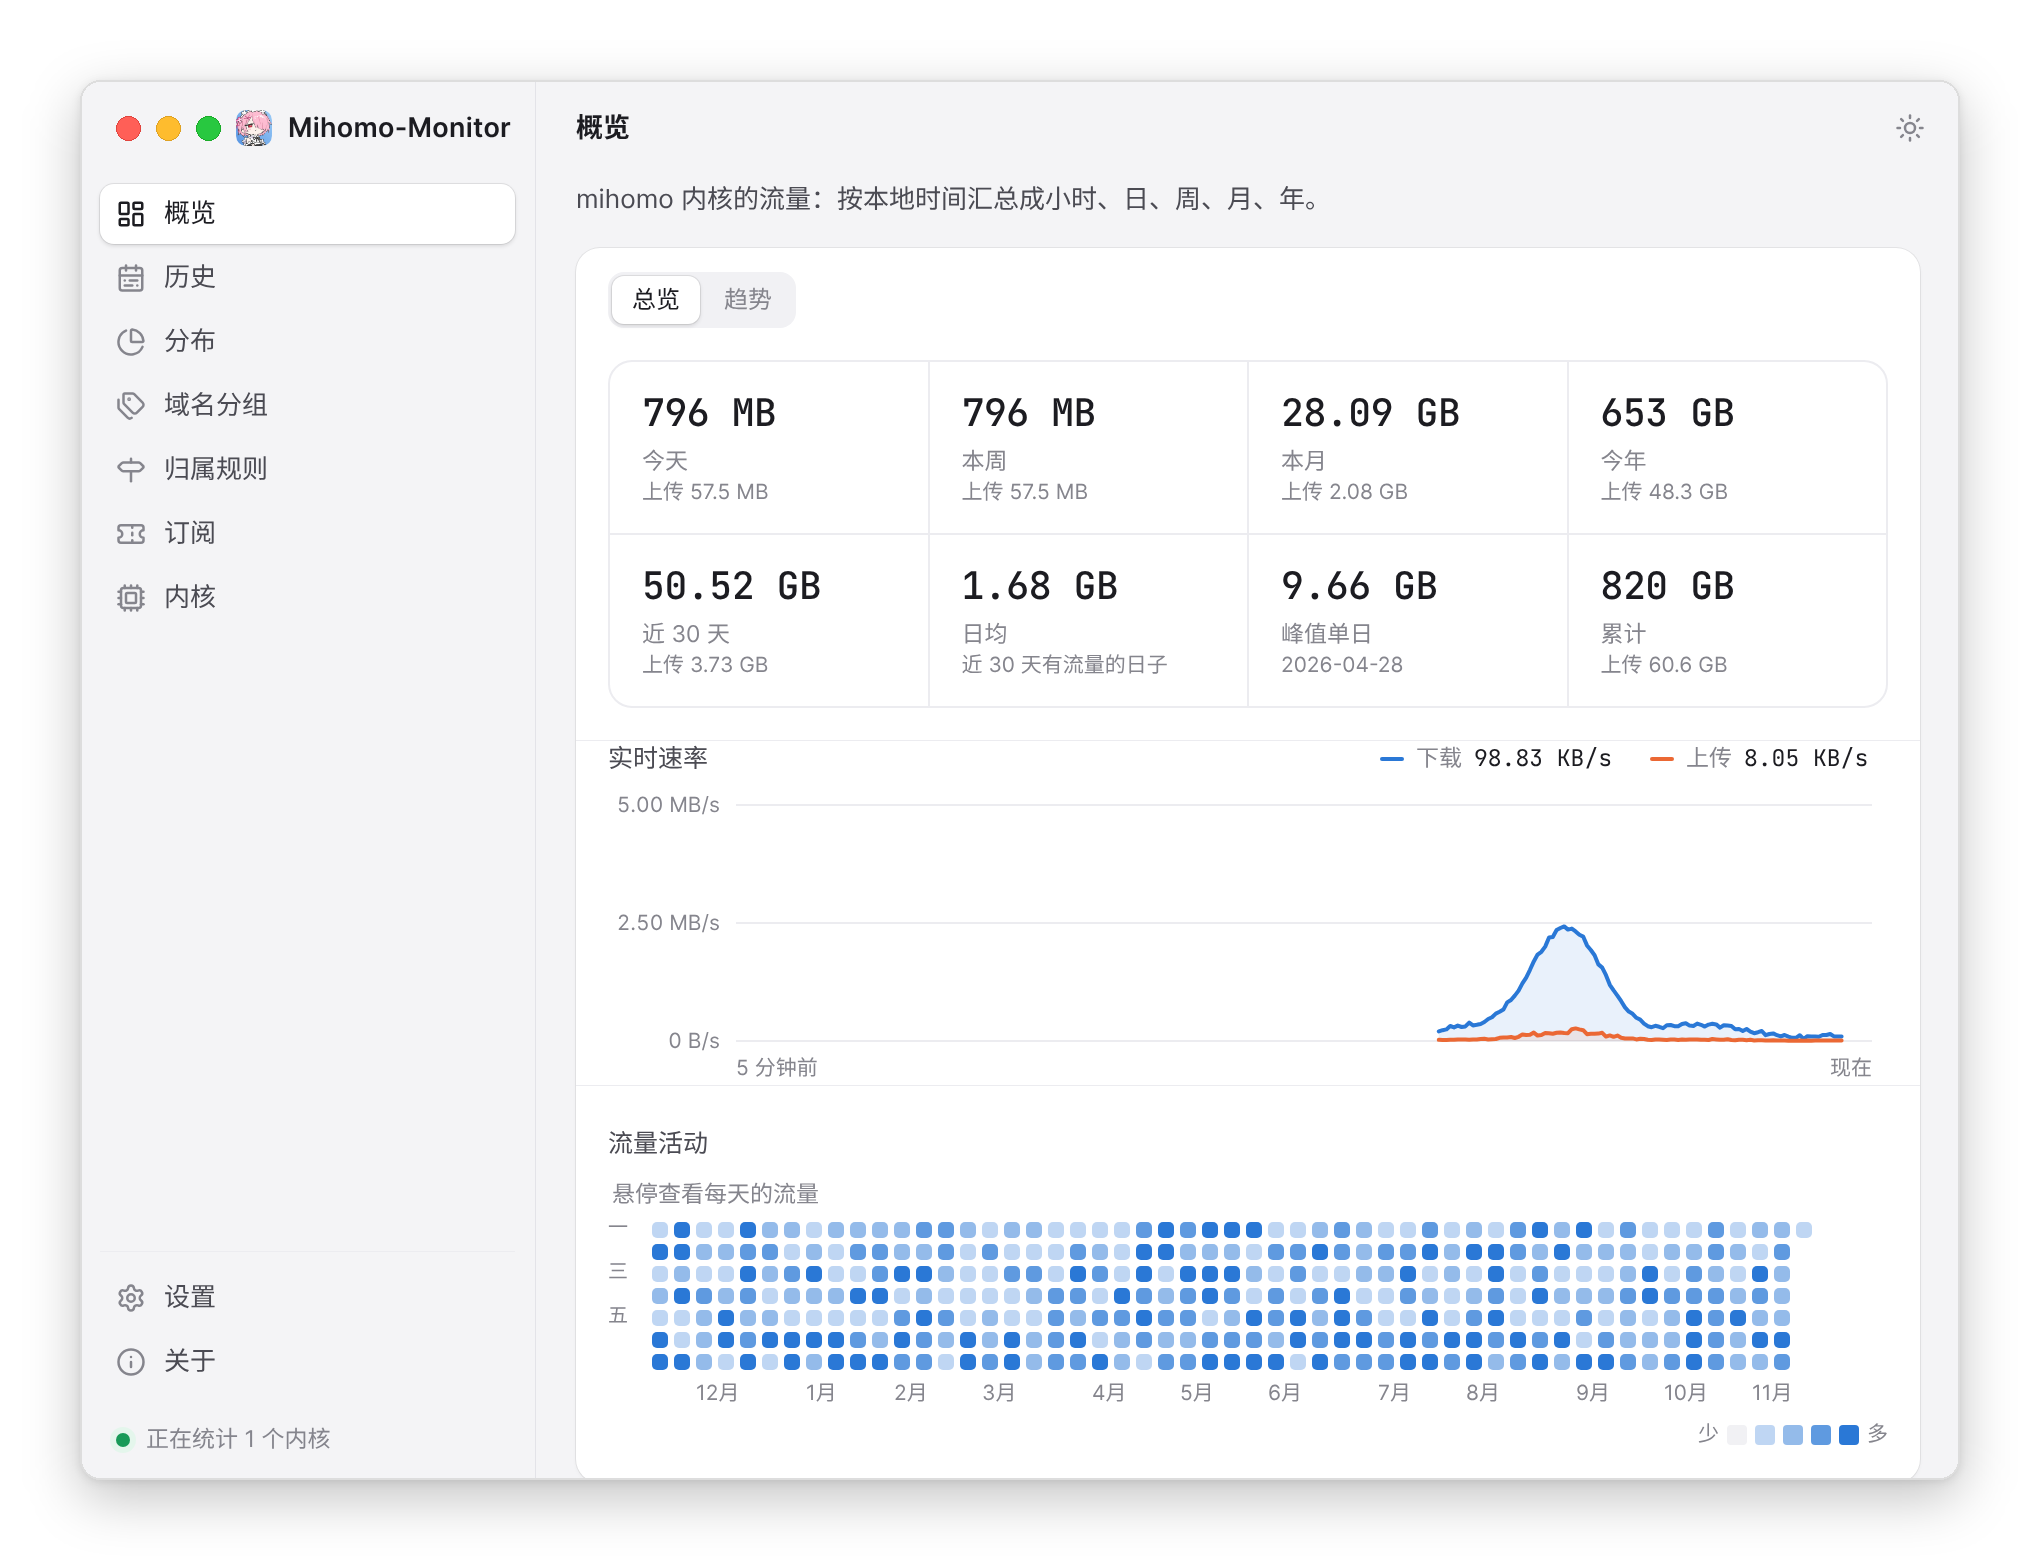 Mihomo-Monitor
概览
历史
分布
域名分组
归属规则
订阅
内核
设置
关于
正在统计 1 个内核
概览
mihomo 内核的流量：按本地时间汇总成小时、日、周、月、年。
总览 趋势
796 MB
今天
上传 57.5 MB
796 MB
本周
上传 57.5 MB
28.09 GB
本月
上传 2.08 GB
653 GB
今年
上传 48.3 GB
50.52 GB
近 30 天
上传 3.73 GB
1.68 GB
日均
近 30 天有流量的日子
9.66 GB
峰值单日
2026-04-28
820 GB
累计
上传 60.6 GB
实时速率
下载 98.83 KB/s 上传 8.05 KB/s
5.00 MB/s
2.50 MB/s
0 B/s
5 分钟前 现在
流量活动
悬停查看每天的流量
一
三
五
12月 1月 2月 3月 4月 5月 6月 7月 8月 9月 10月 11月
少 多